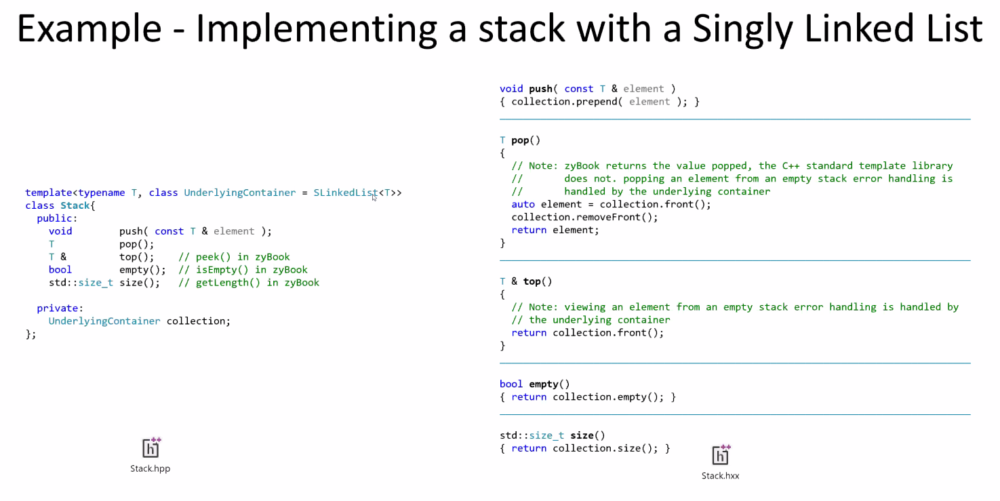 Example - Implementing a stack with a Singly Linked List
template<typename T, class UnderlyingContainer = SLinkedList<T>>
class Stack{
  public:
    void        push( const T & element );
    T           pop();
    T &         top();    // peek() in zyBook
    bool        empty();  // isEmpty() in zyBook
    std::size_t size();   // getLength() in zyBook

  private:
    UnderlyingContainer collection;
};
Stack.hpp
void push( const T & element )
{ collection.prepend( element ); }
T pop()
{
  // Note: zyBook returns the value popped, the C++ standard template library
  //       does not. popping an element from an empty stack error handling is
  //       handled by the underlying container
  auto element = collection.front();
  collection.removeFront();
  return element;
}
T & top()
{
  // Note: viewing an element from an empty stack error handling is handled by
  // the underlying container
  return collection.front();
}
bool empty()
{ return collection.empty(); }
std::size_t size()
{ return collection.size(); }
Stack.hxx